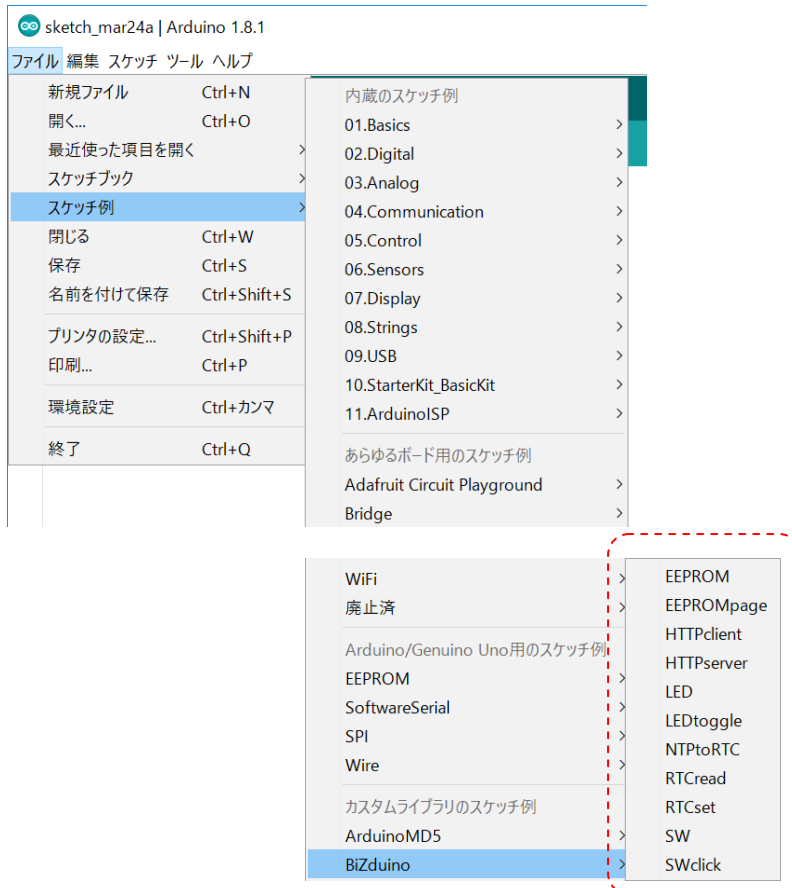 sketch_mar24a | Arduino 1.8.1
ファイル 編集 スケッチ ツール ヘルプ
新規ファイル Ctrl+N
開く... Ctrl+O
最近使った項目を開く
スケッチブック
スケッチ例
閉じる Ctrl+W
保存 Ctrl+S
名前を付けて保存 Ctrl+Shift+S
プリンタの設定... Ctrl+Shift+P
印刷... Ctrl+P
環境設定 Ctrl+カンマ
終了 Ctrl+Q
内蔵のスケッチ例
01.Basics
02.Digital
03.Analog
04.Communication
05.Control
06.Sensors
07.Display
08.Strings
09.USB
10.StarterKit_BasicKit
11.ArduinoISP
あらゆるボード用のスケッチ例
Adafruit Circuit Playground
Bridge
WiFi
廃止済
Arduino/Genuino Uno用のスケッチ例
EEPROM
SoftwareSerial
SPI
Wire
カスタムライブラリのスケッチ例
ArduinoMD5
BiZduino
EEPROM
EEPROMpage
HTTPclient
HTTPserver
LED
LEDtoggle
NTPtoRTC
RTCread
RTCset
SW
SWclick